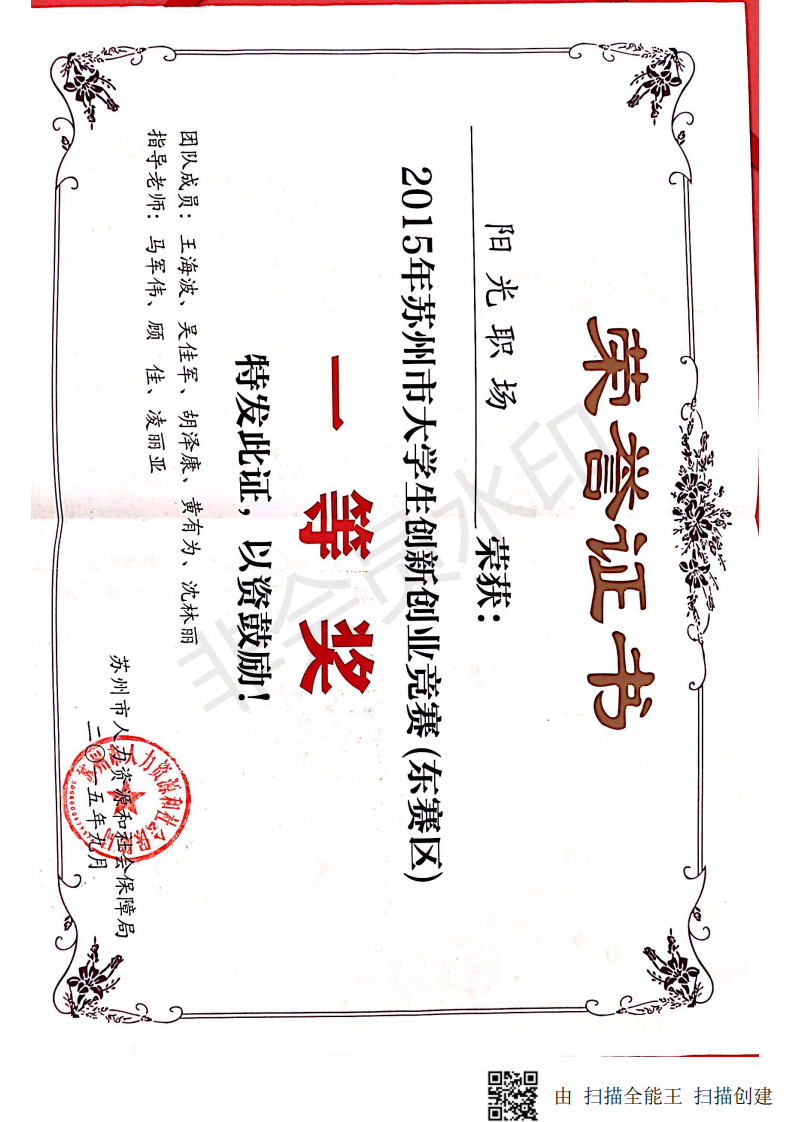 荣誉证书
阳光职场 荣获：
2015年苏州市大学生创新创业竞赛(东赛区)
一等奖
特发此证，以资鼓励！
团队成员：王海波、吴佳军、胡泽康、黄有为、沈林丽
指导老师：马军伟、顾 佳、凌丽亚
苏州市人力资源和社会保障局
二〇一五年九月
非会员水印
由 扫描全能王 扫描创建